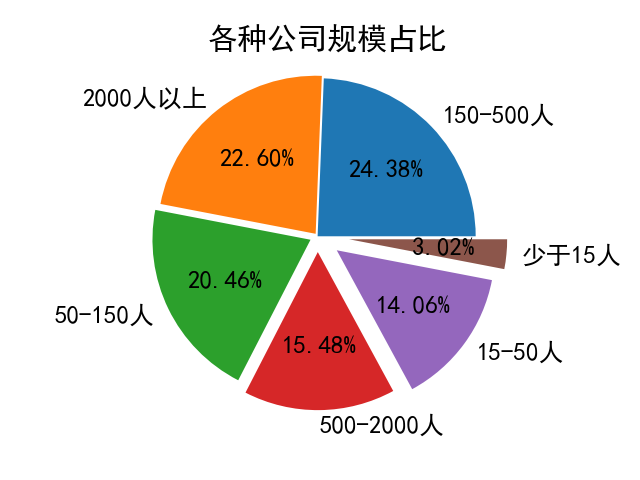 各种公司规模占比
2000人以上
150-500人
22.60%
24.38%
3.02%
少于15人
20.46%
14.06%
50-150人
15.48%
15-50人
500-2000人